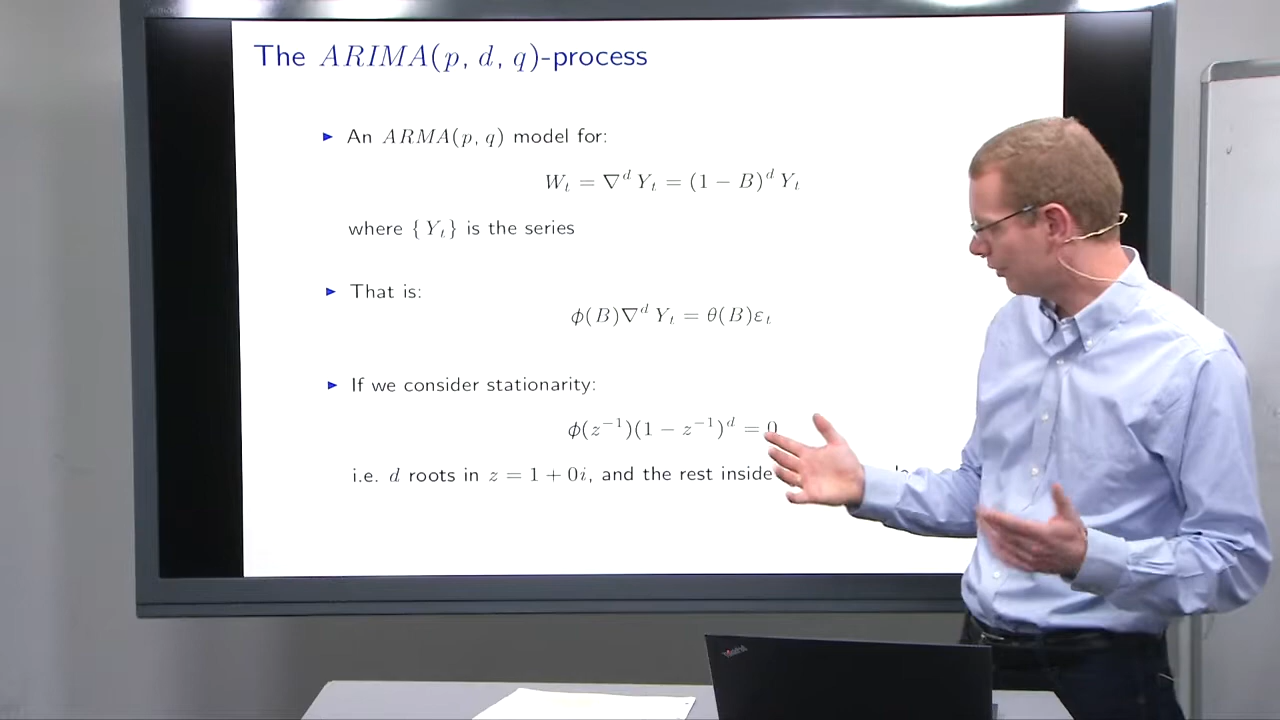 The ARIMA(p, d, q)-process
▶ An ARMA(p, q) model for:
W_t = ∇^d Y_t = (1 − B)^d Y_t
where {Y_t} is the series
▶ That is:
ϕ(B)∇^d Y_t = θ(B)ε_t
▶ If we consider stationarity:
ϕ(z^{−1})(1 − z^{−1})^d = 0
i.e. d roots in z = 1 + 0i, and the rest inside
ThinkPad